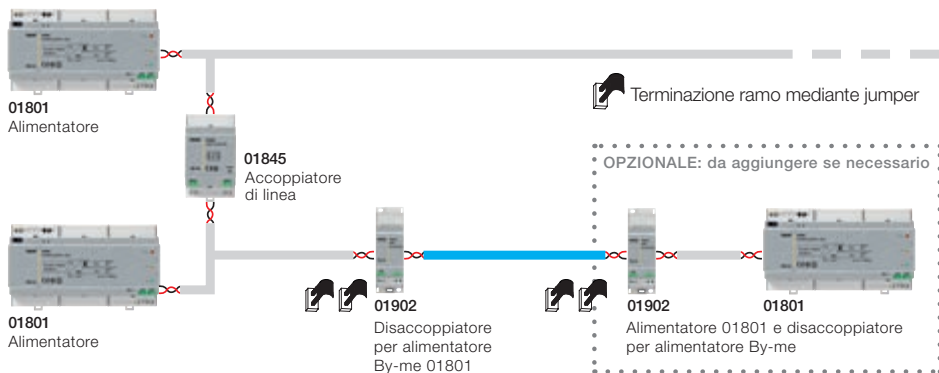 01801
Alimentatore
Terminazione ramo mediante jumper
01845
Accoppiatore
di linea
OPZIONALE: da aggiungere se necessario
01801
Alimentatore
01902
Disaccoppiatore
per alimentatore
By-me 01801
01902
01801
Alimentatore 01801 e disaccoppiatore
per alimentatore By-me